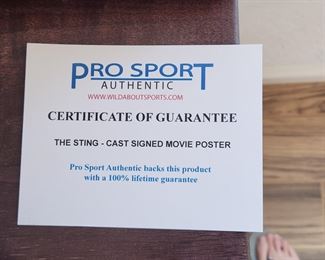 PRO SPORT
AUTHENTIC
WWW.WILDABOUTSPORTS.COM
CERTIFICATE OF GUARANTEE
THE STING - CAST SIGNED MOVIE POSTER
Pro Sport Authentic backs this product
with a 100% lifetime guarantee